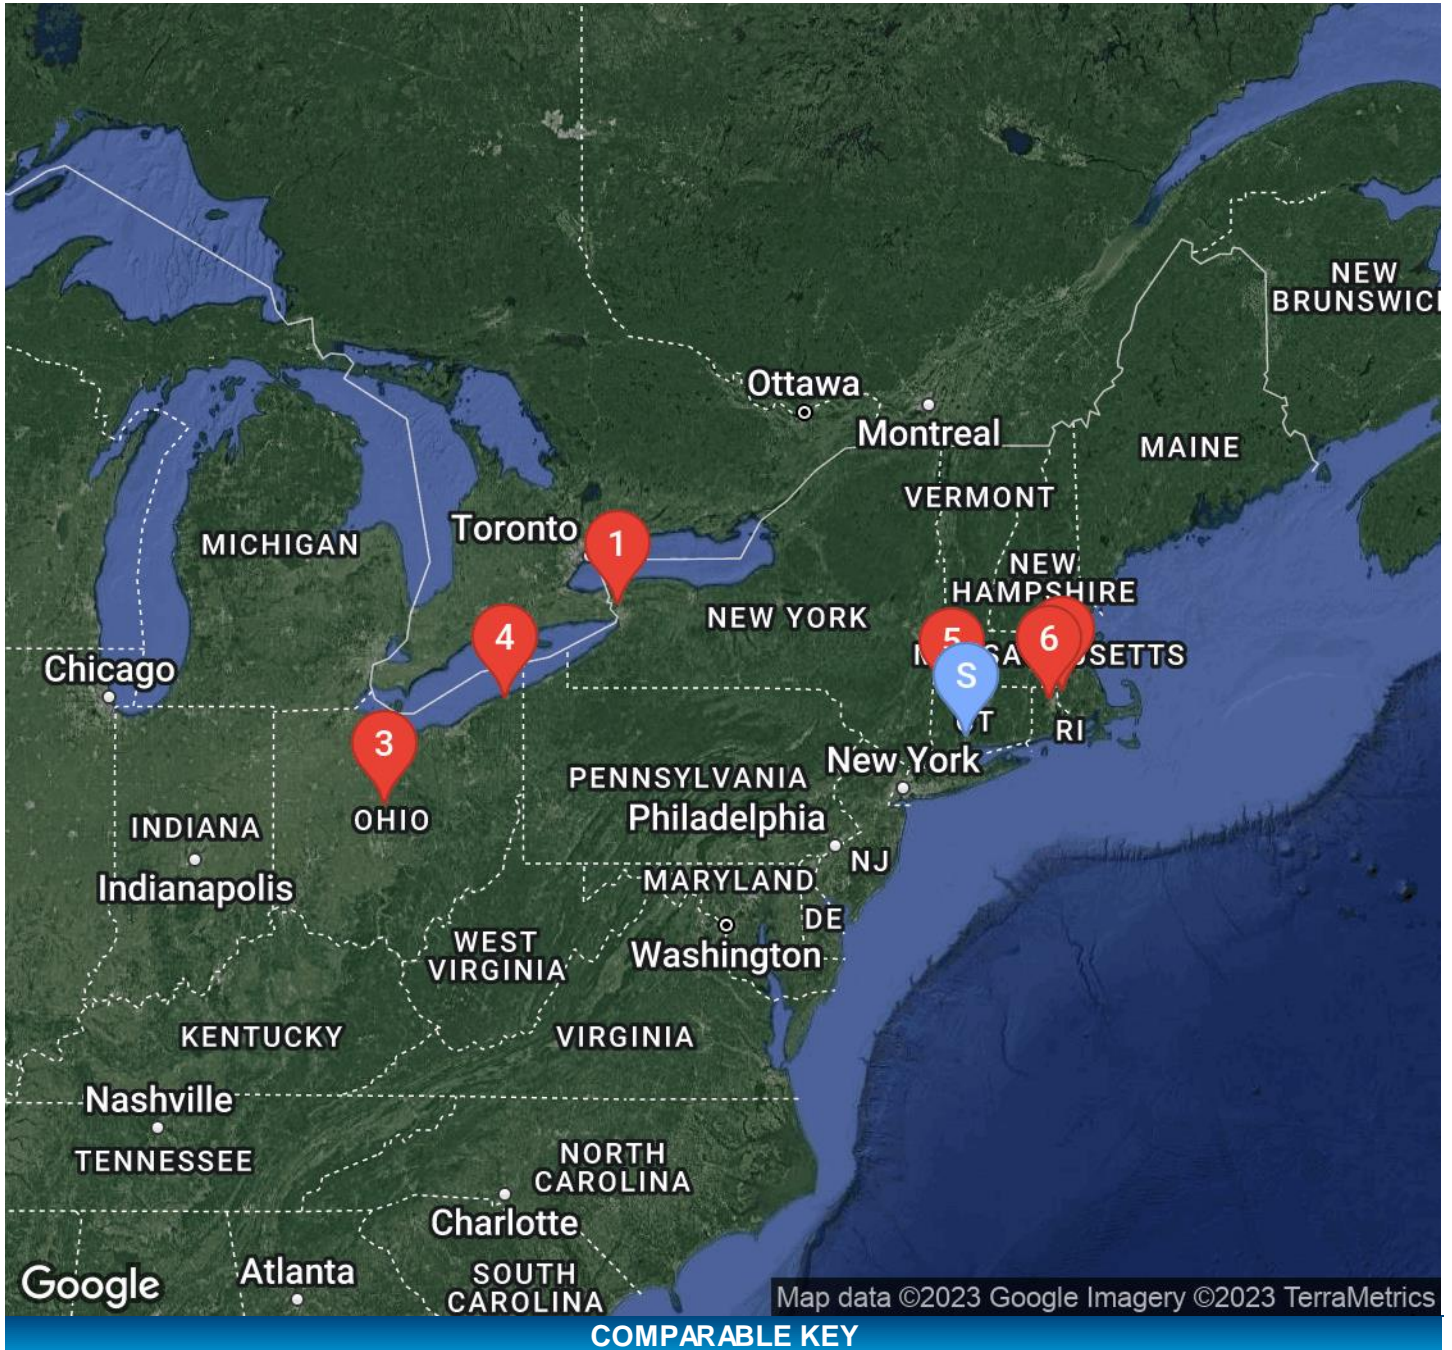 NEW
BRUNSWIC
Ottawa
Montreal
MAINE
VERMONT
Toronto
1
MICHIGAN
NEW
HAMPSHIRE
NEW YORK
4
5
6
SETTS
S
Chicago
3
RI
New York
PENNSYLVANIA
OHIO
Philadelphia
INDIANA
NJ
Indianapolis
MARYLAND
DE
WEST
VIRGINIA
Washington
KENTUCKY
VIRGINIA
Nashville
TENNESSEE
NORTH
CAROLINA
Charlotte
Atlanta
SOUTH
CAROLINA
Google
Map data ©2023 Google Imagery ©2023 TerraMetrics
COMPARABLE KEY